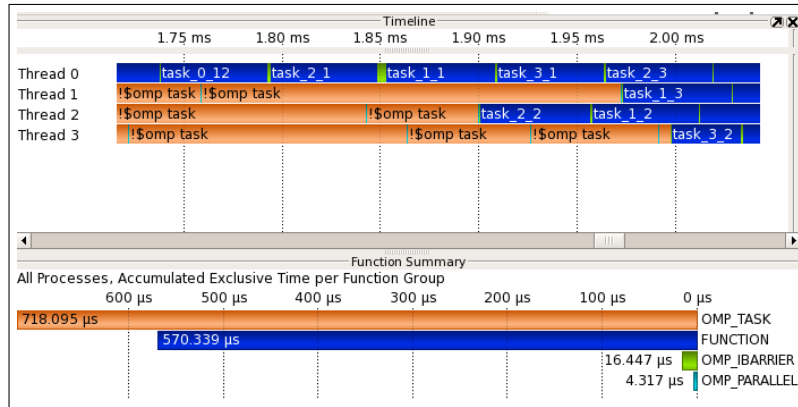 Timeline
1.75 ms 1.80 ms 1.85 ms 1.90 ms 1.95 ms 2.00 ms
Thread 0 task_0_12 task_2_1 task_1_1 task_3_1 task_2_3
Thread 1 !$omp task !$omp task task_1_3
Thread 2 !$omp task !$omp task task_2_2 task_1_2
Thread 3 !$omp task !$omp task !$omp task task_3_2
Function Summary
All Processes, Accumulated Exclusive Time per Function Group
600 µs 500 µs 400 µs 300 µs 200 µs 100 µs 0 µs
718.095 µs OMP_TASK
570.339 µs FUNCTION
16.447 µs OMP_IBARRIER
4.317 µs OMP_PARALLEL